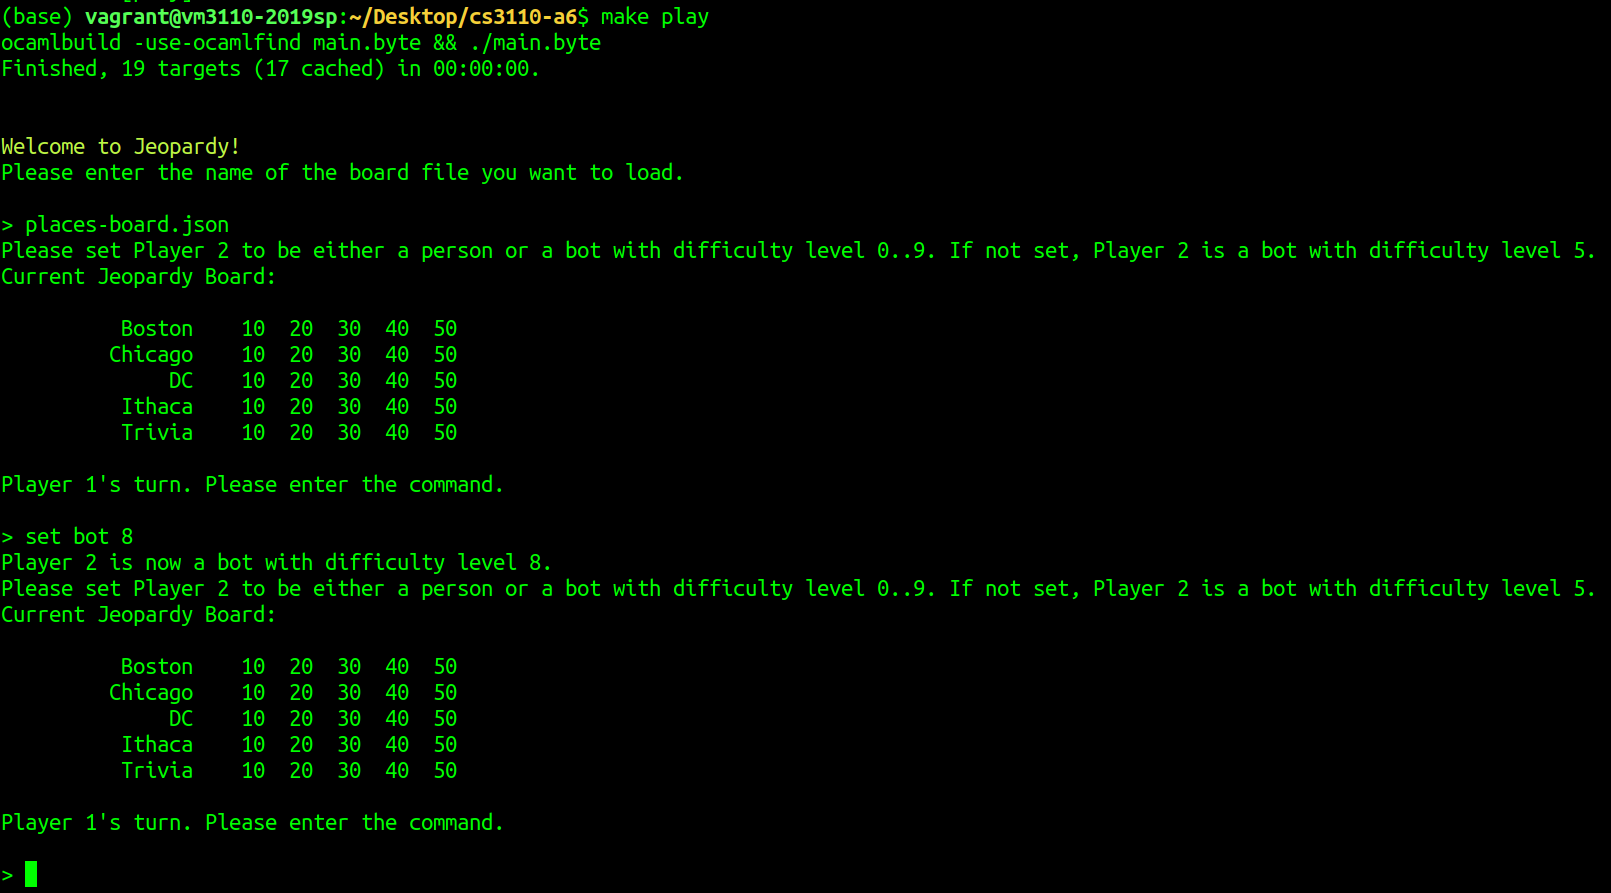 (base) vagrant@vm3110-2019sp:~/Desktop/cs3110-a6$ make play
ocamlbuild -use-ocamlfind main.byte && ./main.byte
Finished, 19 targets (17 cached) in 00:00:00.
Welcome to Jeopardy!
Please enter the name of the board file you want to load.
> places-board.json
Please set Player 2 to be either a person or a bot with difficulty level 0..9. If not set, Player 2 is a bot with difficulty level 5.
Current Jeopardy Board:
Boston 10 20 30 40 50
Chicago 10 20 30 40 50
DC 10 20 30 40 50
Ithaca 10 20 30 40 50
Trivia 10 20 30 40 50
Player 1's turn. Please enter the command.
> set bot 8
Player 2 is now a bot with difficulty level 8.
Please set Player 2 to be either a person or a bot with difficulty level 0..9. If not set, Player 2 is a bot with difficulty level 5.
Current Jeopardy Board:
Boston 10 20 30 40 50
Chicago 10 20 30 40 50
DC 10 20 30 40 50
Ithaca 10 20 30 40 50
Trivia 10 20 30 40 50
Player 1's turn. Please enter the command.
>